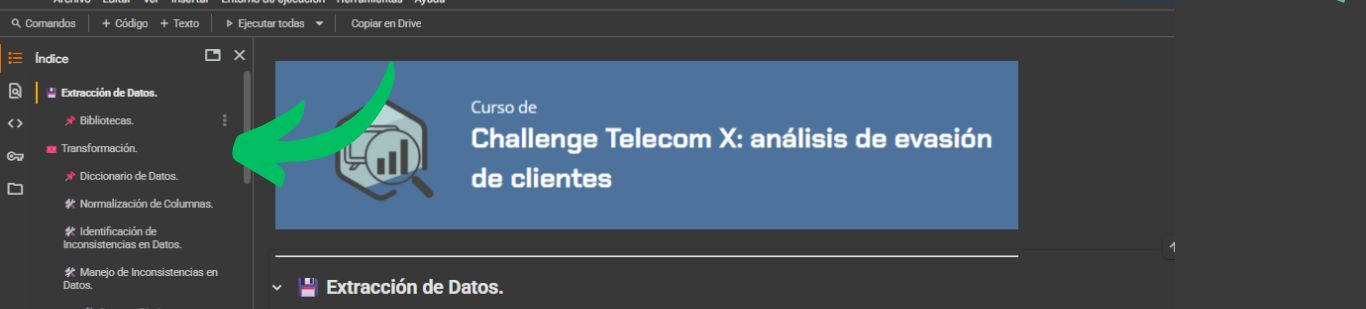 Archivo Editar Ver Insertar Entorno de ejecución Herramientas Ayuda
Comandos + Código + Texto Ejecutar todas Copiar en Drive
Índice
Extracción de Datos.
Bibliotecas.
Transformación.
Diccionario de Datos.
Normalización de Columnas.
Identificación de
Inconsistencias en Datos.
Manejo de Inconsistencias en
Datos.
Curso de
Challenge Telecom X: análisis de evasión
de clientes
Extracción de Datos.